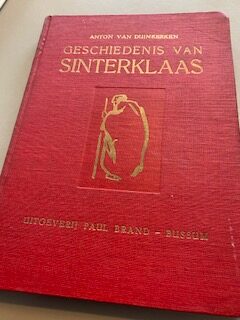 ANTON VAN DUINKERKEN
GESCHIEDENIS VAN
SINTERKLAAS
UITGEVERIJ PAUL BRAND – BUSSUM